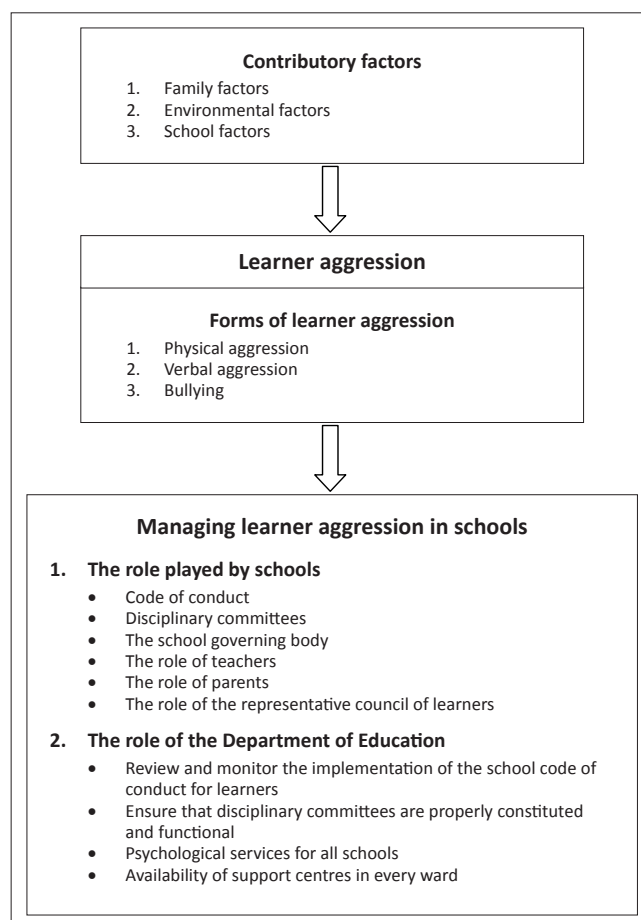 Contributory factors
1. Family factors
2. Environmental factors
3. School factors
Learner aggression
Forms of learner aggression
1. Physical aggression
2. Verbal aggression
3. Bullying
Managing learner aggression in schools
1. The role played by schools
• Code of conduct
• Disciplinary committees
• The school governing body
• The role of teachers
• The role of parents
• The role of the representative council of learners
2. The role of the Department of Education
• Review and monitor the implementation of the school code of
conduct for learners
• Ensure that disciplinary committees are properly constituted
and functional
• Psychological services for all schools
• Availability of support centres in every ward